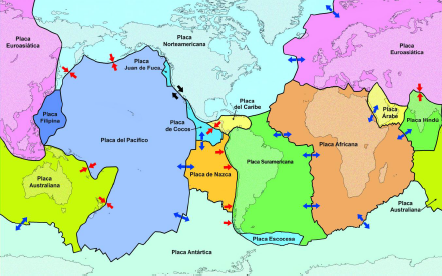 Placa
Euroasiática
Placa
Juan de Fuca
Placa
Norteamericana
Placa
Euroasiática
Placa
Filipina
Placa del Pacífico
Placa
de Cocos
Placa
del Caribe
Placa
Arabe
Placa Hindú
Placa Africana
Placa
Australiana
Placa de Nazca
Placa
Suramericana
Placa
Australiana
Placa Escocesa
Placa
Antártica